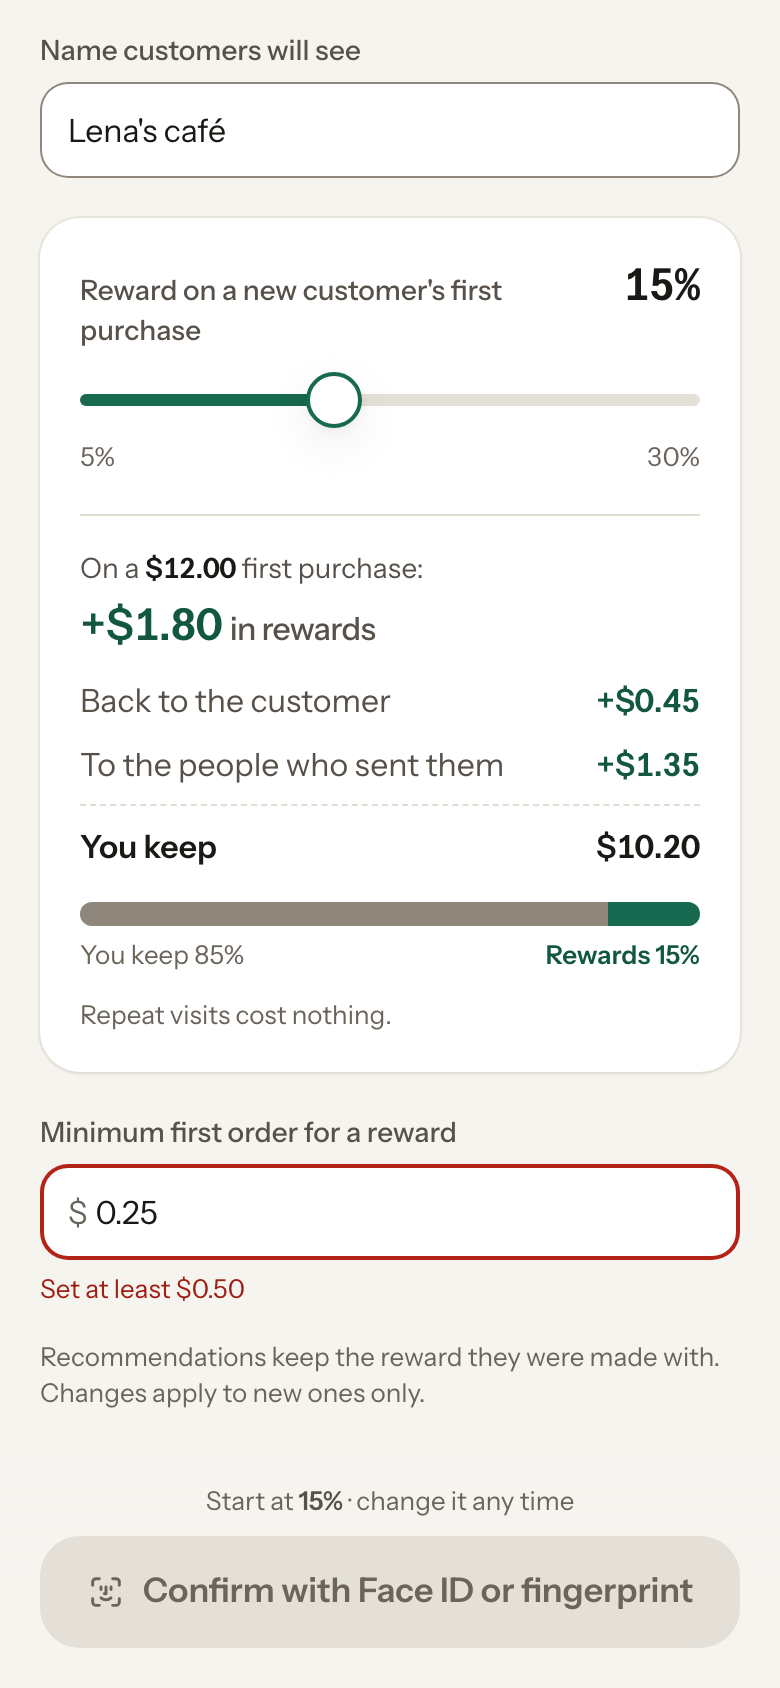 Name customers will see
Lena's café
Reward on a new customer's first
purchase
15%
5%
30%
On a $12.00 first purchase:
+$1.80 in rewards
Back to the customer
+$0.45
To the people who sent them
+$1.35
You keep
$10.20
You keep 85%
Rewards 15%
Repeat visits cost nothing.
Minimum first order for a reward
$ 0.25
Set at least $0.50
Recommendations keep the reward they were made with.
Changes apply to new ones only.
Start at 15% · change it any time
Confirm with Face ID or fingerprint